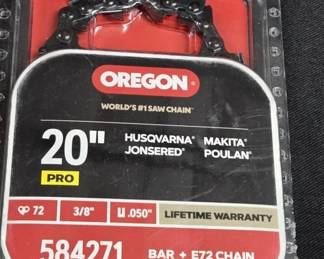 OREGON
WORLD'S #1 SAW CHAIN
20"
HUSQVARNA® MAKITA®
JONSERED® POULAN®
PRO
72 3/8" .050" LIFETIME WARRANTY
584271 BAR + E72 CHAIN